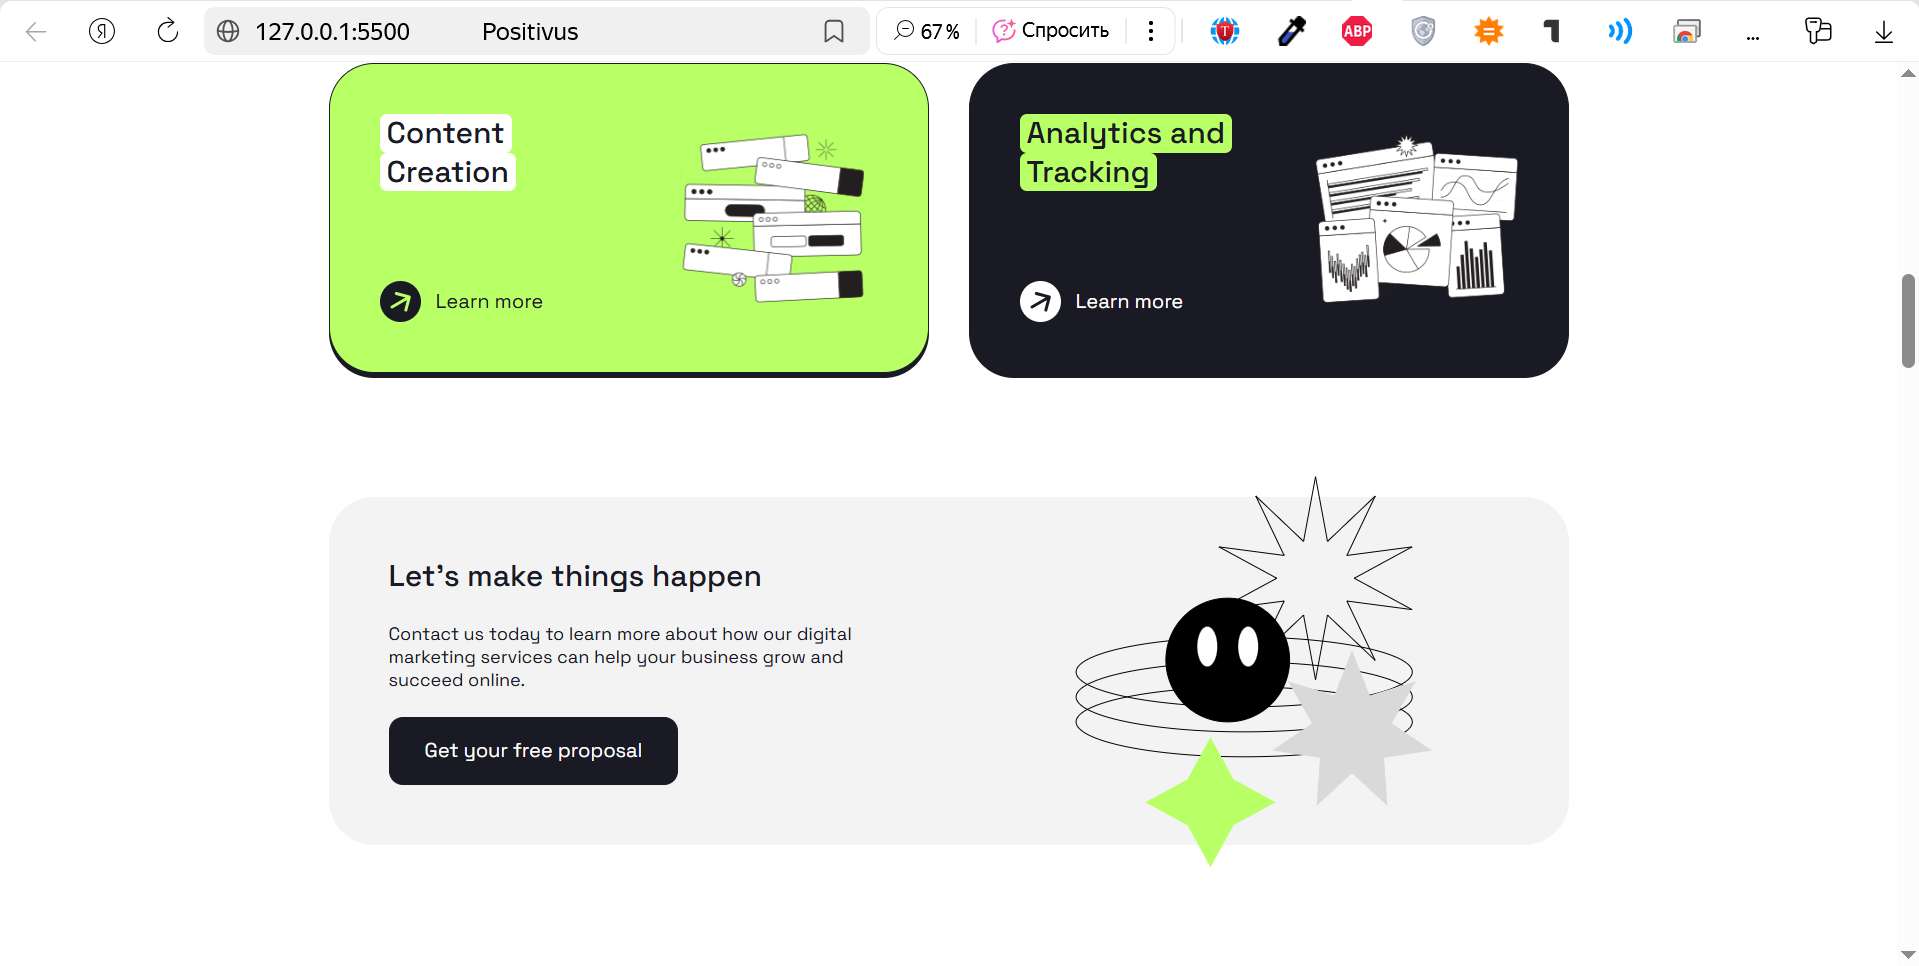 Я 127.0.0.1:5500 Positivus 67 % Спросить T ABP ...
Content
Creation
Learn more
Analytics and
Tracking
Learn more
Let's make things happen
Contact us today to learn more about how our digital
marketing services can help your business grow and
succeed online.
Get your free proposal